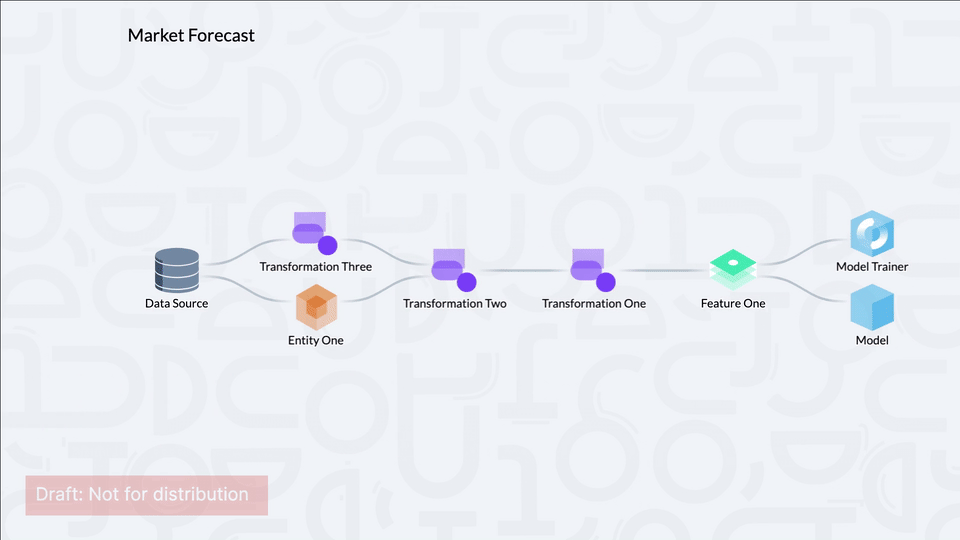 Market Forecast
Transformation Three
Model Trainer
Data Source
Transformation Two
Transformation One
Feature One
Entity One
Model
Draft: Not for distribution